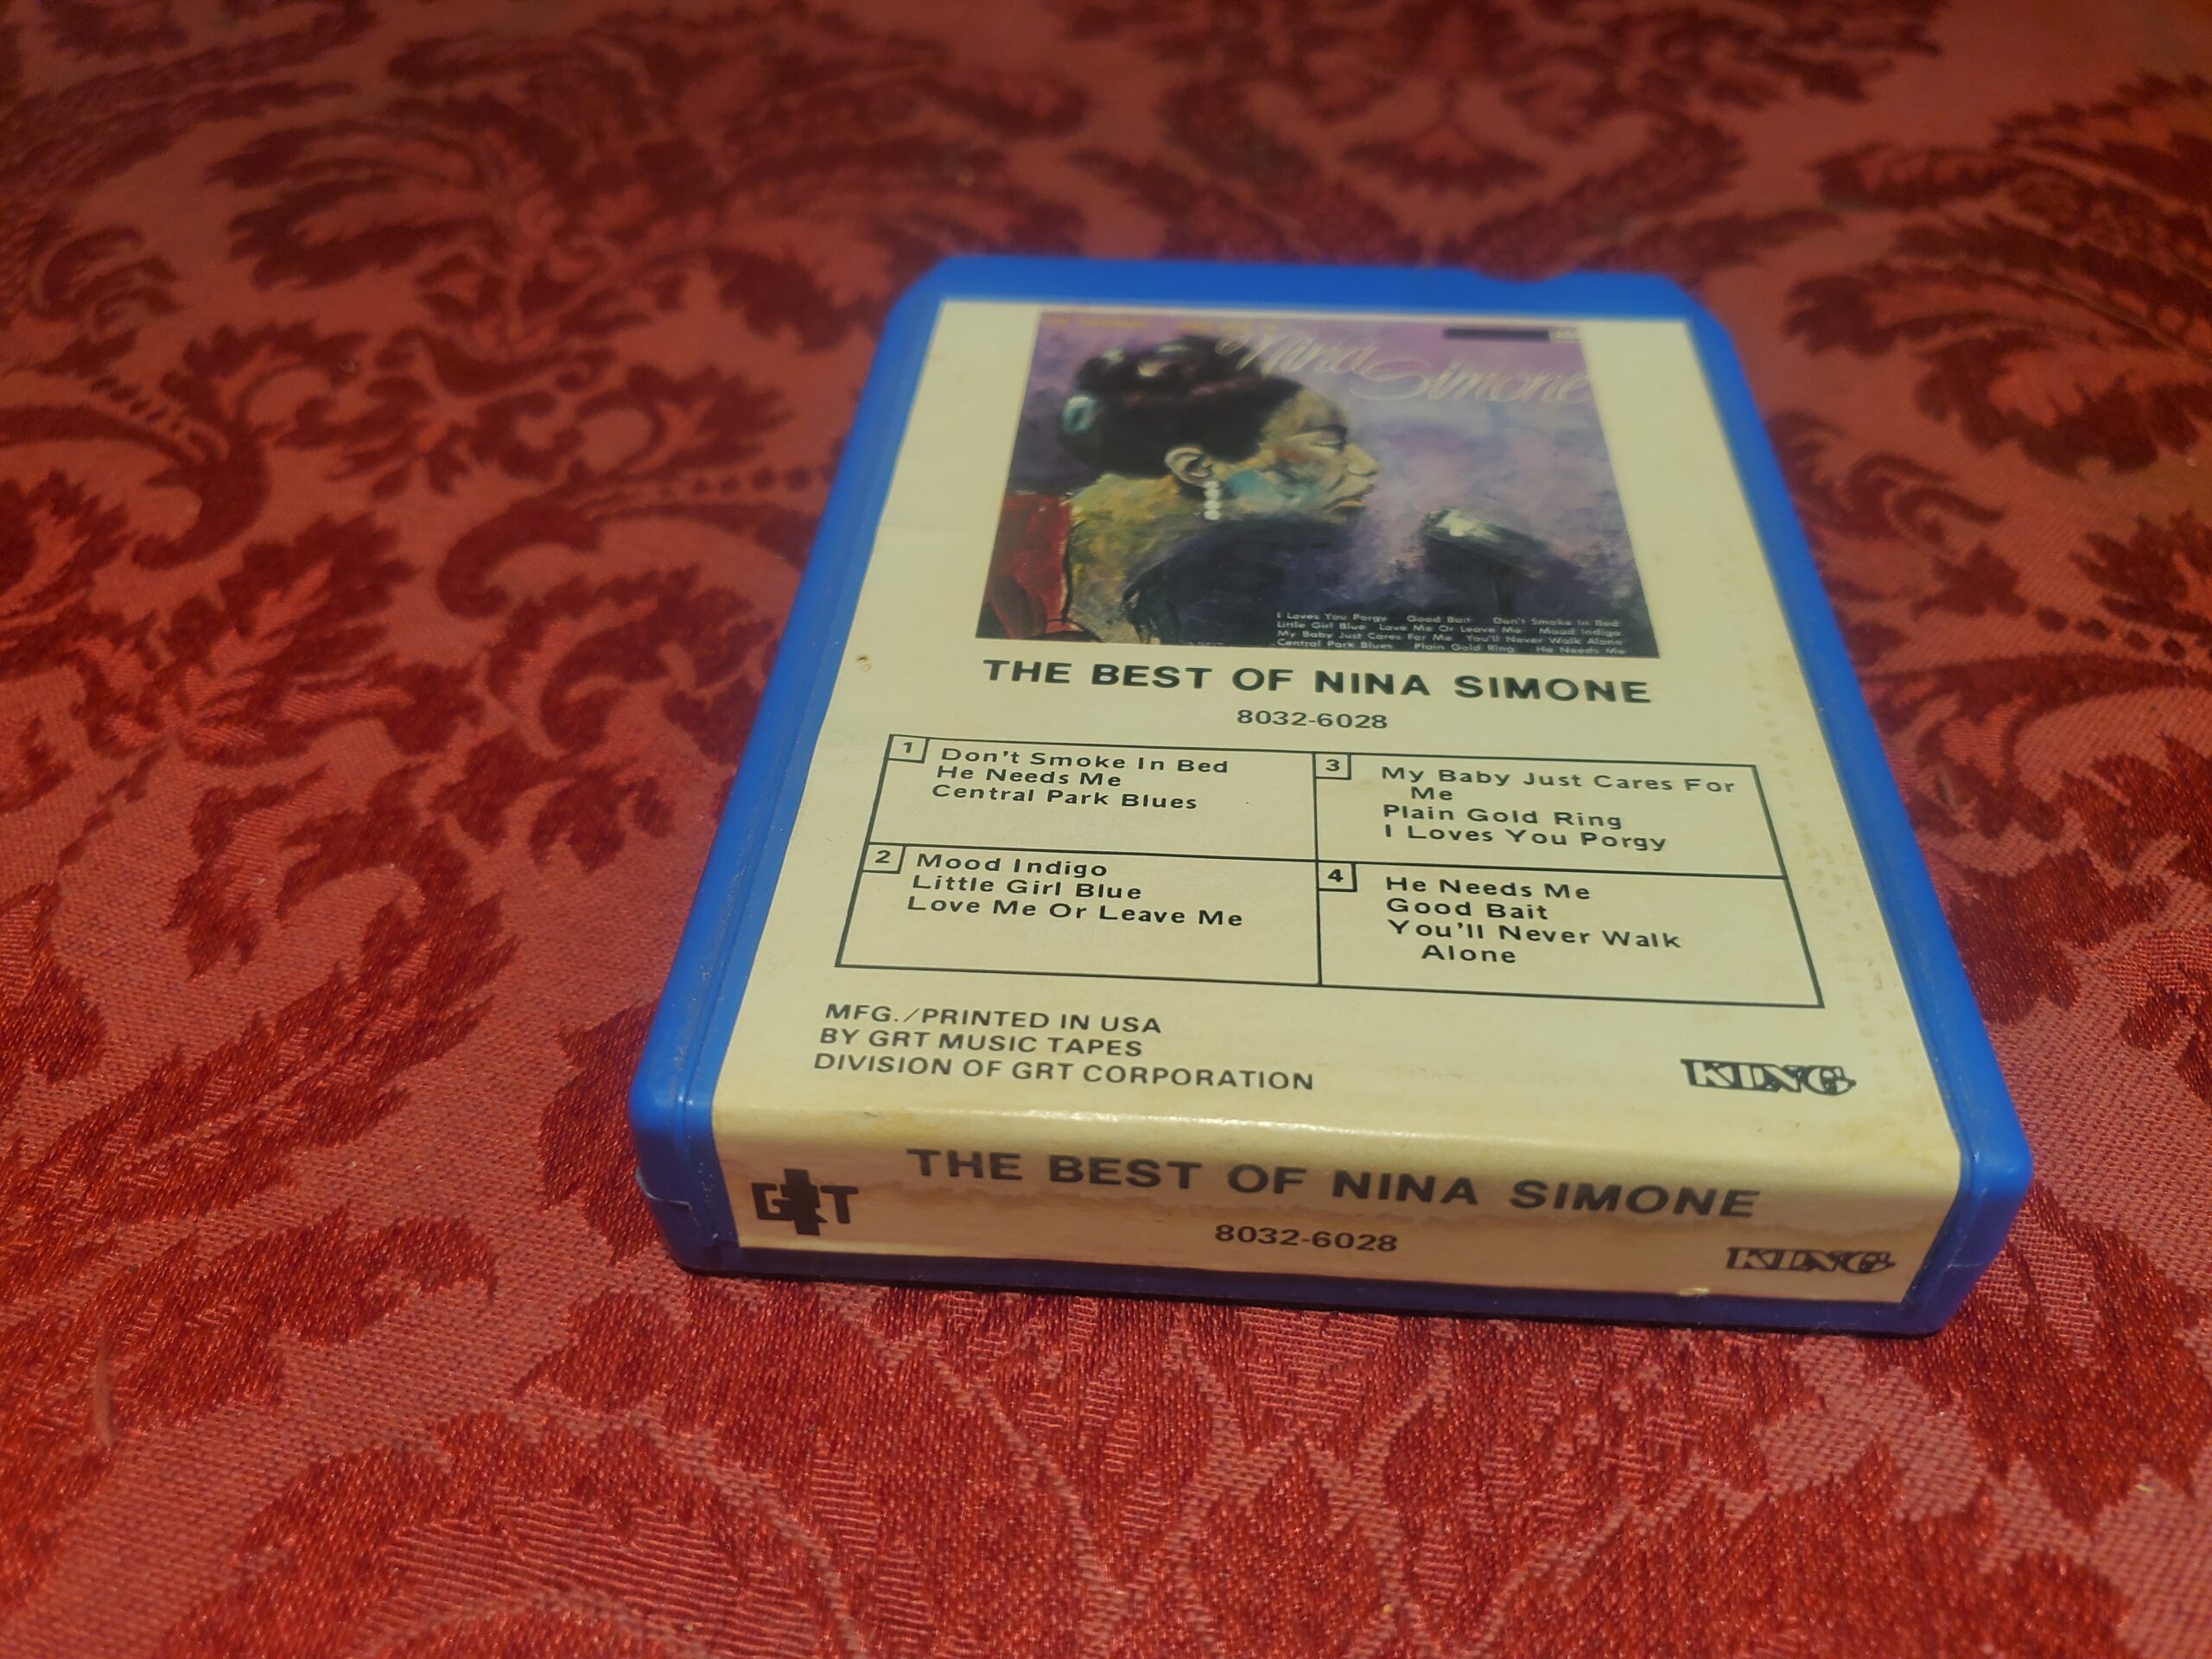 Nina Simone
I Loves You Porgy Good Bait Don't Smoke In Bed
Little Girl Blue Love Me Or Leave Me Mood Indigo
My Baby Just Cares For Me You'll Never Walk Alone
Central Park Blues Plain Gold Ring He Needs Me
THE BEST OF NINA SIMONE
8032-6028
1 Don't Smoke In Bed
He Needs Me
Central Park Blues
2 Mood Indigo
Little Girl Blue
Love Me Or Leave Me
3 My Baby Just Cares For
Me
Plain Gold Ring
I Loves You Porgy
4 He Needs Me
Good Bait
You'll Never Walk
Alone
MFG./PRINTED IN USA
BY GRT MUSIC TAPES
DIVISION OF GRT CORPORATION
KING
GRT
THE BEST OF NINA SIMONE
8032-6028
KING